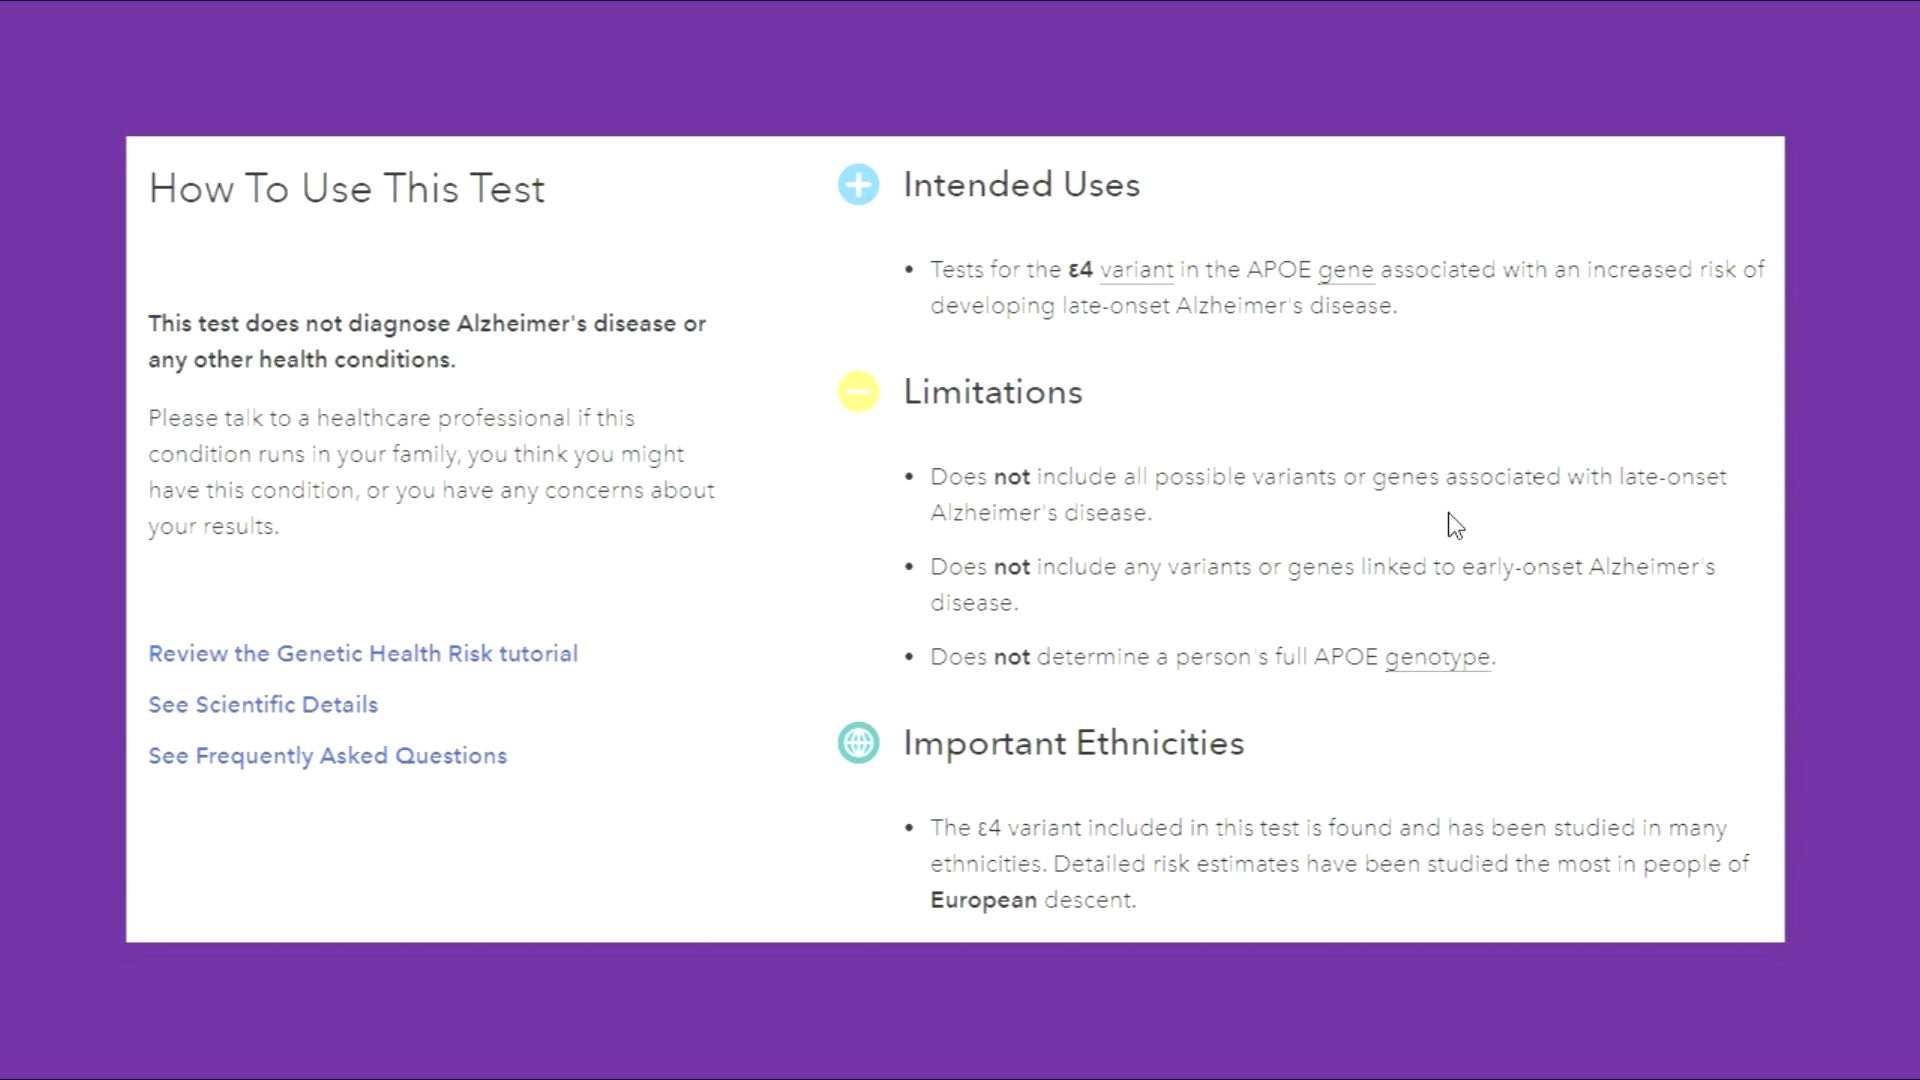 How To Use This Test
This test does not diagnose Alzheimer's disease or
any other health conditions.
Please talk to a healthcare professional if this
condition runs in your family, you think you might
have this condition, or you have any concerns about
your results.
Review the Genetic Health Risk tutorial
See Scientific Details
See Frequently Asked Questions
Intended Uses
• Tests for the ε4 variant in the APOE gene associated with an increased risk of
developing late-onset Alzheimer's disease.
Limitations
• Does not include all possible variants or genes associated with late-onset
Alzheimer's disease.
• Does not include any variants or genes linked to early-onset Alzheimer's
disease.
• Does not determine a person's full APOE genotype.
Important Ethnicities
• The ε4 variant included in this test is found and has been studied in many
ethnicities. Detailed risk estimates have been studied the most in people of
European descent.